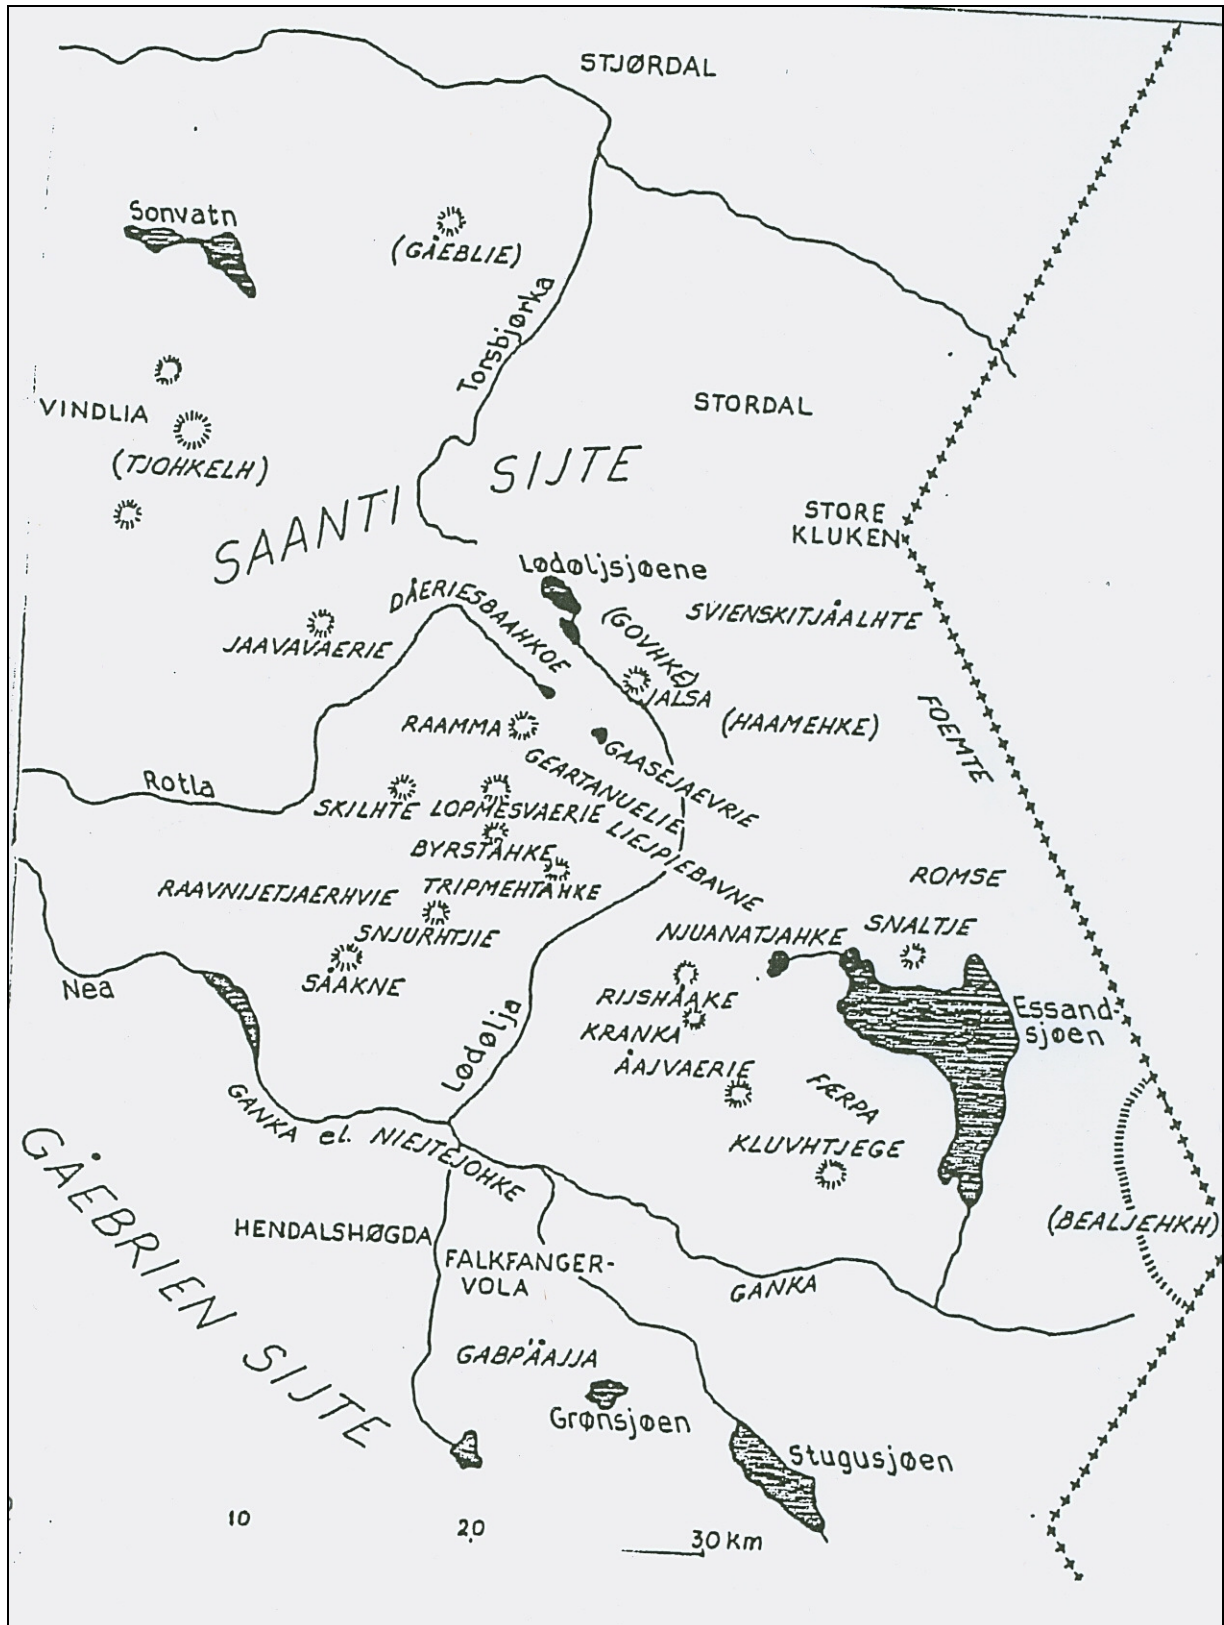 STJØRDAL
Sonvatn
(GÅEBLIE)
Torsbjørka
VINDLIA
(TJOHKELH)
STORDAL
SAANTI SIJTE
STORE
KLUKEN
Lødøljsjøene
DÅERIESBAAHKOE
(GOVHKE)
SVIENSKITJÅALHTE
JAAVAVAERIE
JALSA
(HAAMEHKE)
FOEMTE
RAAMMA
GAASEJAEVRIE
GEARTANUELIE
Rotla
SKILHTE
LOPMESVAERIE
LIEJPIEBAVNE
BYRSTÅHKE
RAAVNIJETJAERHVIE
TRIPMEHTÅHKE
ROMSE
SNJURHTJIE
NJUANATJAHKE
SNALTJE
SÅAKNE
Nea
RIJSHÅAKE
Essand-
sjøen
KRANKA
Lødølja
ÅAJVAERIE
FÆRPA
GANKA el. NIEJTEJOHKE
KLUVHTJEGE
GÅEBRIEN SIJTE
(BEALJEHKH)
HENDALSHØGDA
FALKFANGER-
VOLA
GANKA
GABPÅAJJA
Grønsjøen
Stugusjøen
10
20
30 km